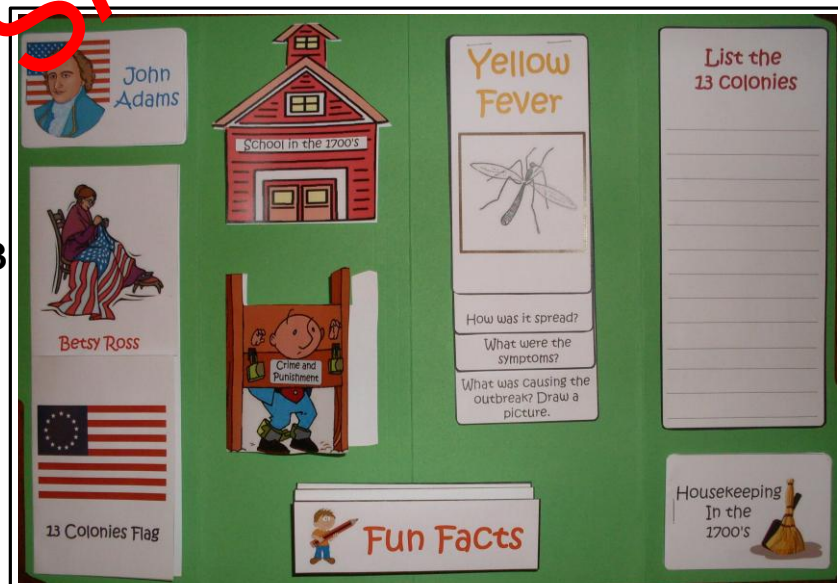 John
Adams
School in the 1700's
Betsy Ross
13 Colonies Flag
Crime and
Punishment
Yellow
Fever
How was it spread?
What were the
symptoms?
What was causing the
outbreak? Draw a
picture.
Fun Facts
List the
13 colonies
Housekeeping
In the
1700's